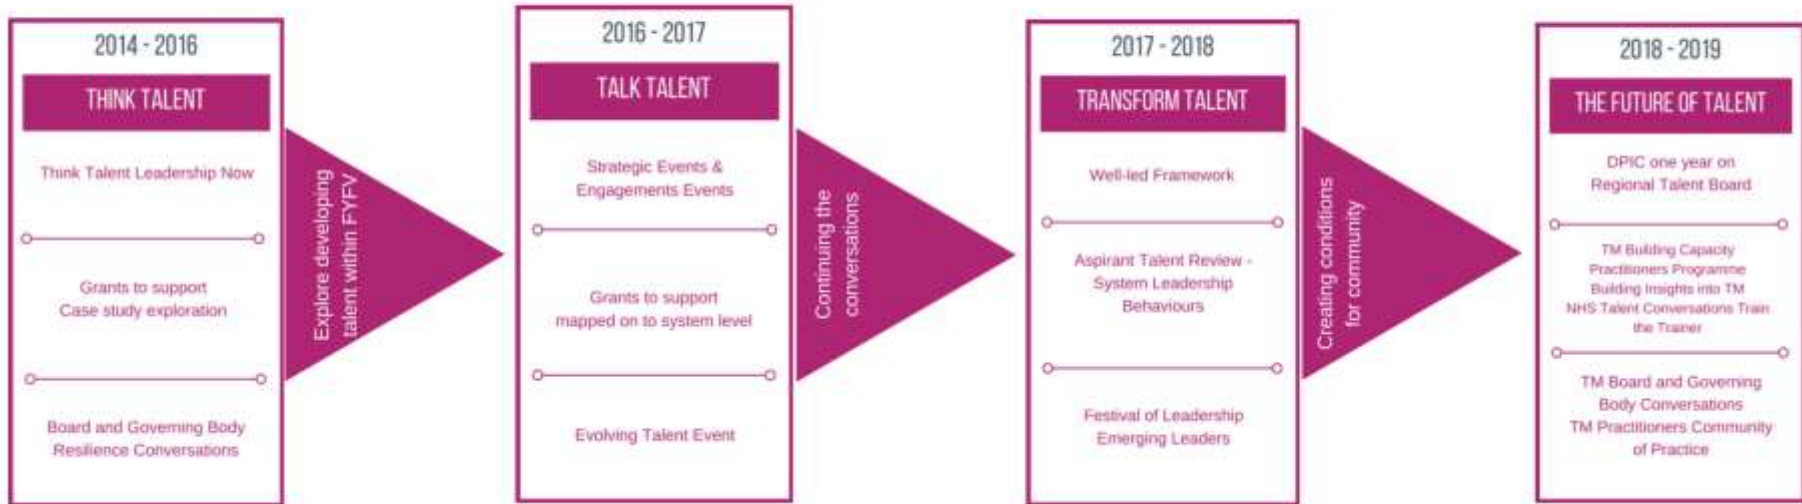 2014 - 2016
THINK TALENT
Think Talent Leadership Now
Grants to support
Case study exploration
Board and Governing Body
Resilience Conversations
Explore developing
talent within FYFV
2016 - 2017
TALK TALENT
Strategic Events &
Engagements Events
Grants to support
mapped on to system level
Evolving Talent Event
Continuing the
conversations
2017 - 2018
TRANSFORM TALENT
Well-led Framework
Aspirant Talent Review -
System Leadership
Behaviours
Festival of Leadership
Emerging Leaders
Creating conditions
for community
2018 - 2019
THE FUTURE OF TALENT
DPIC one year on
Regional Talent Board
TM Building Capacity
Practitioners Programme
Building Insights into TM
NHS Talent Conversations Train
the Trainer
TM Board and Governing
Body Conversations
TM Practitioners Community
of Practice